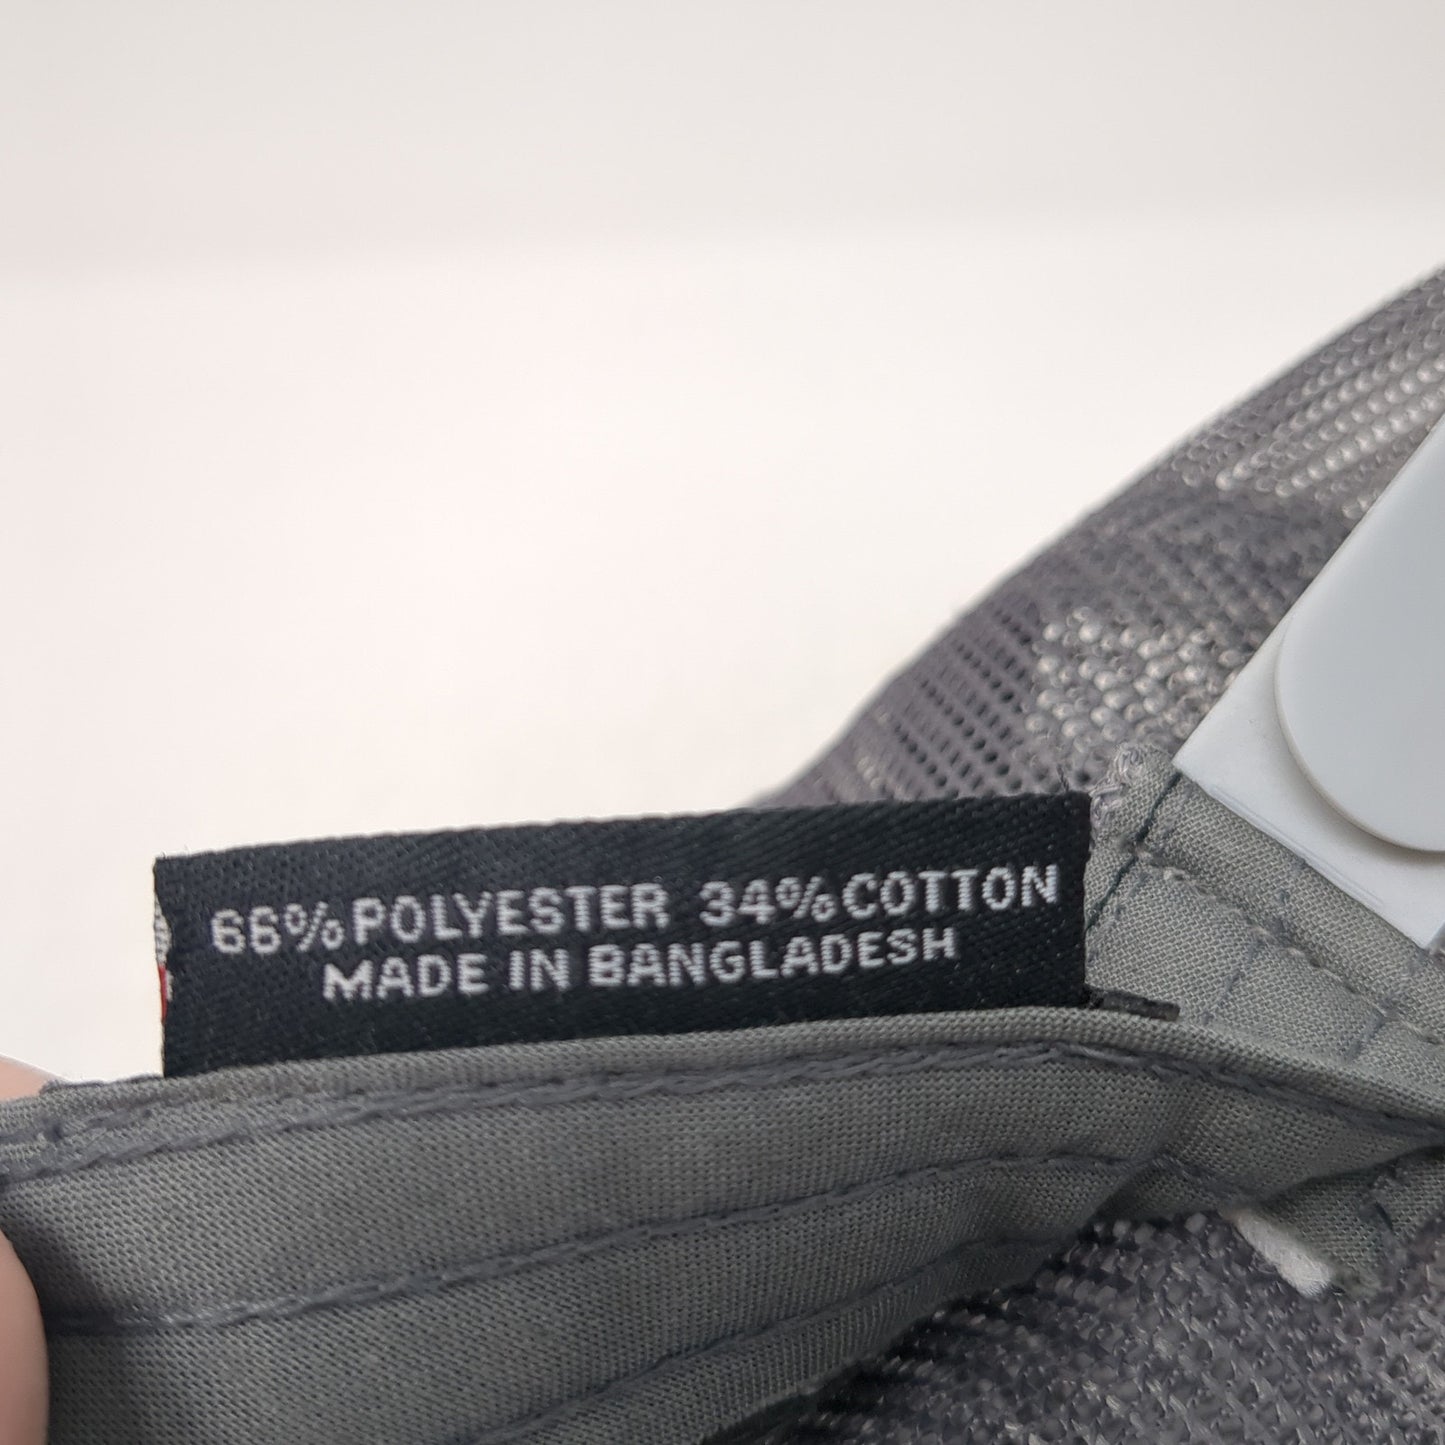 66% POLYESTER 34% COTTON
MADE IN BANGLADESH